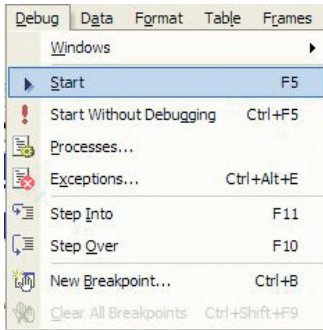 Debug Data Format Table Frames
Windows
Start F5
Start Without Debugging Ctrl+F5
Processes...
Exceptions... Ctrl+Alt+E
Step Into F11
Step Over F10
New Breakpoint... Ctrl+B
Clear All Breakpoints Ctrl+Shift+F9